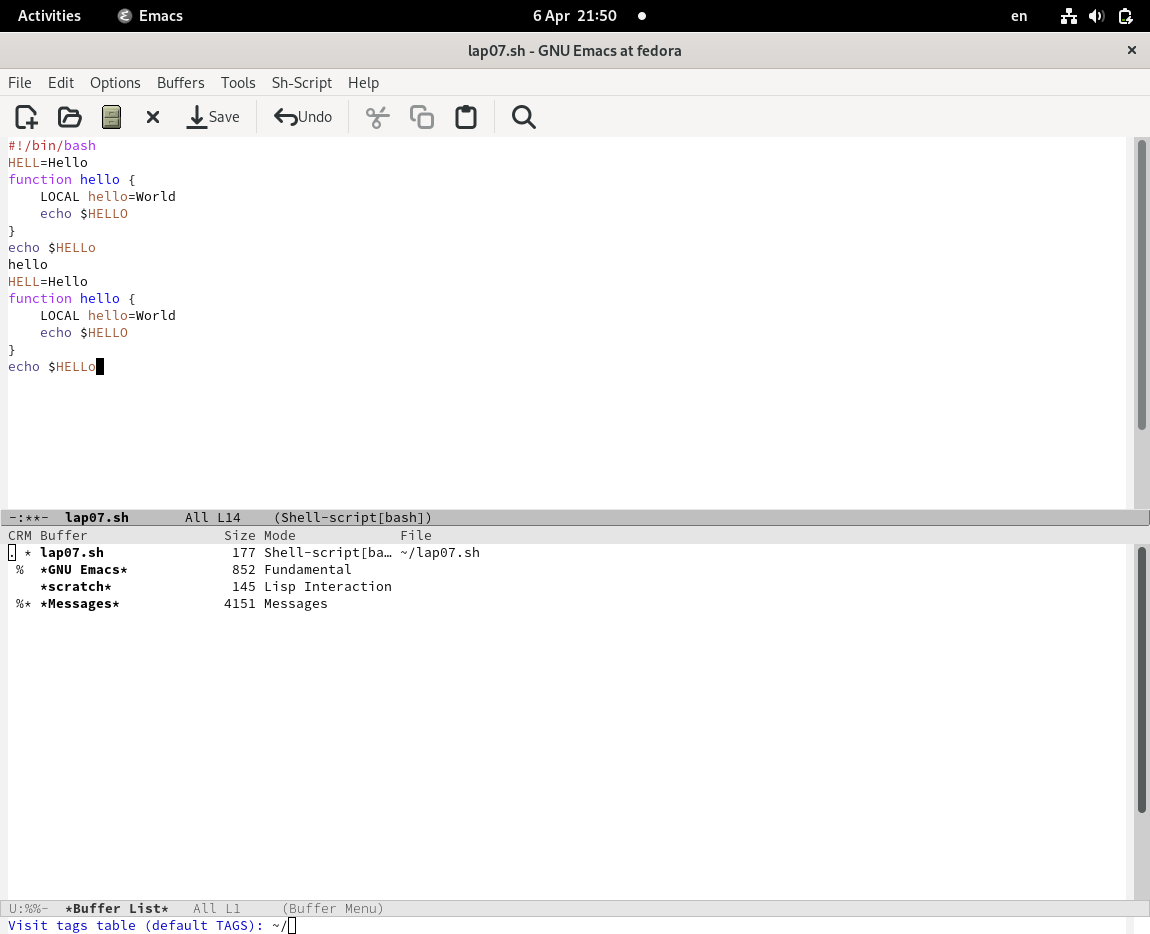 Activities Emacs 6 Apr 21:50 en
lap07.sh - GNU Emacs at fedora
File Edit Options Buffers Tools Sh-Script Help
Save Undo
#!/bin/bash
HELL=Hello
function hello {
    LOCAL hello=World
    echo $HELLO
}
echo $HELLo
hello
HELL=Hello
function hello {
    LOCAL hello=World
    echo $HELLO
}
echo $HELLo
-:**-  lap07.sh       All L14    (Shell-script[bash])
CRM Buffer                 Size Mode             File
. * lap07.sh                177 Shell-script[ba… ~/lap07.sh
 %  *GNU Emacs*             852 Fundamental
    *scratch*               145 Lisp Interaction
 %* *Messages*             4151 Messages
U:%%-  *Buffer List*   All L1     (Buffer Menu)
Visit tags table (default TAGS): ~/